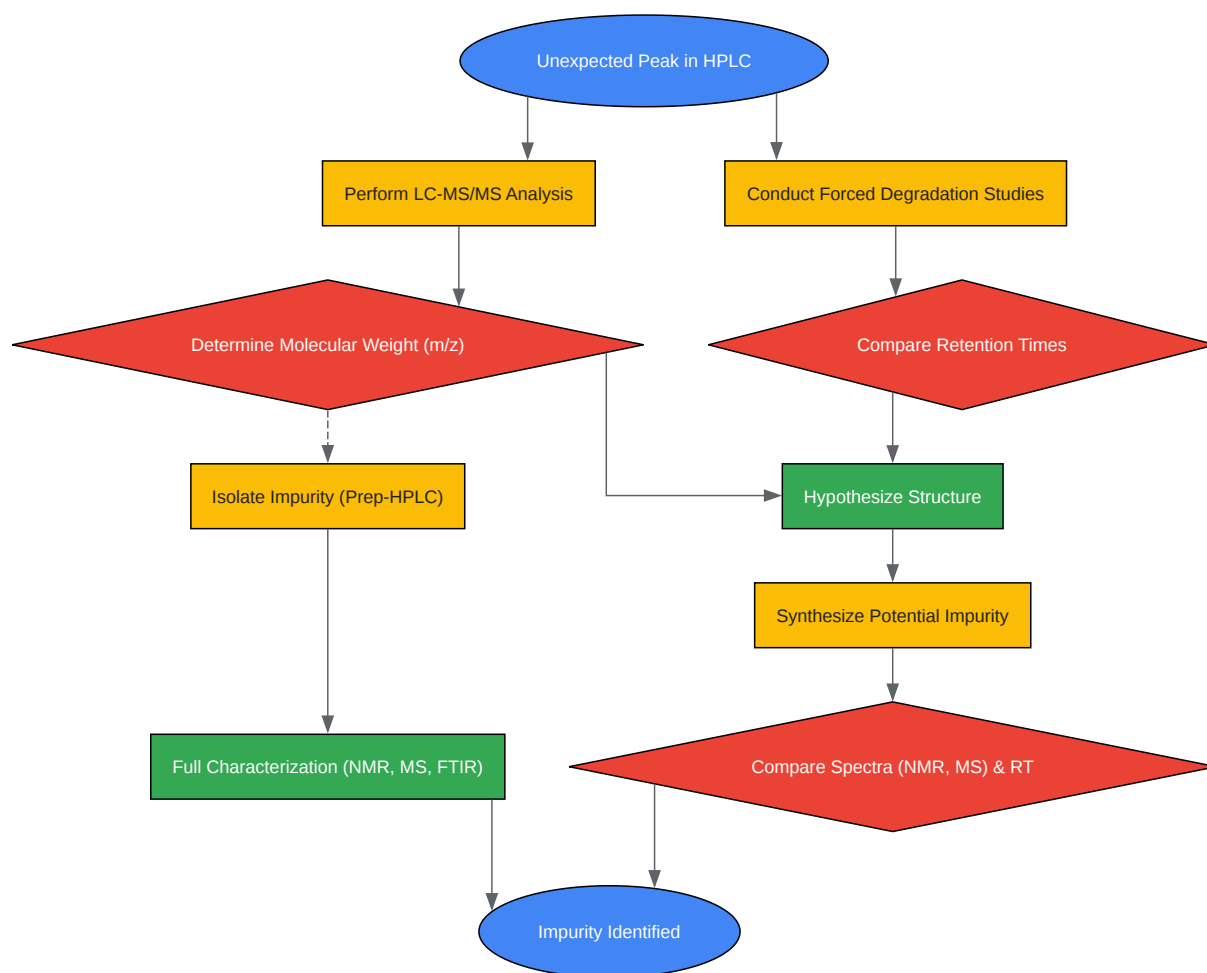 Unexpected Peak in HPLC
Perform LC-MS/MS Analysis
Conduct Forced Degradation Studies
Determine Molecular Weight (m/z)
Compare Retention Times
Isolate Impurity (Prep-HPLC)
Hypothesize Structure
Synthesize Potential Impurity
Full Characterization (NMR, MS, FTIR)
Compare Spectra (NMR, MS) & RT
Impurity Identified